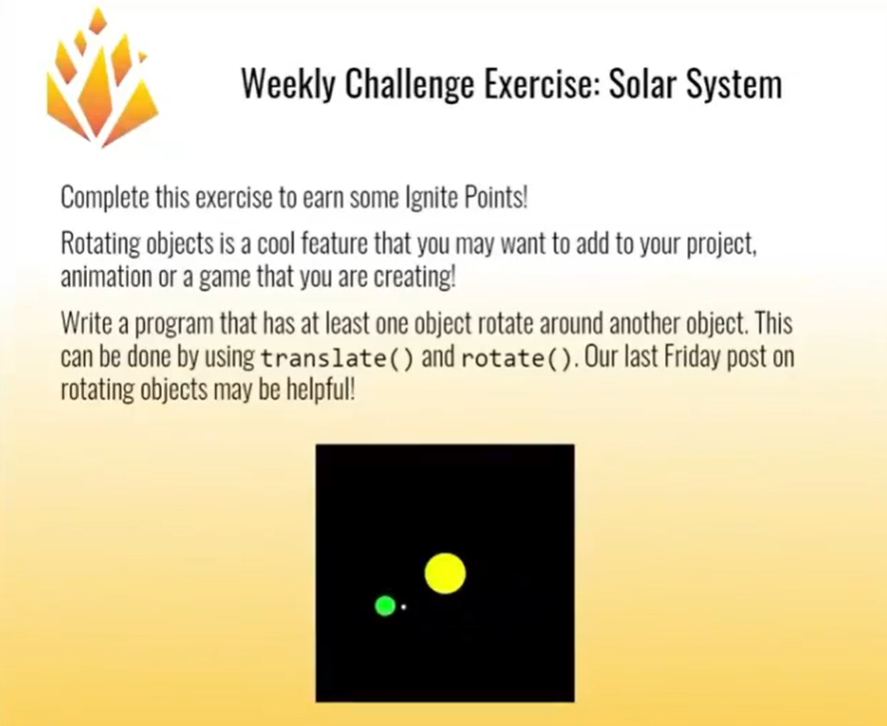 Weekly Challenge Exercise: Solar System
Complete this exercise to earn some Ignite Points!
Rotating objects is a cool feature that you may want to add to your project,
animation or a game that you are creating!
Write a program that has at least one object rotate around another object. This
can be done by using translate() and rotate(). Our last Friday post on
rotating objects may be helpful!